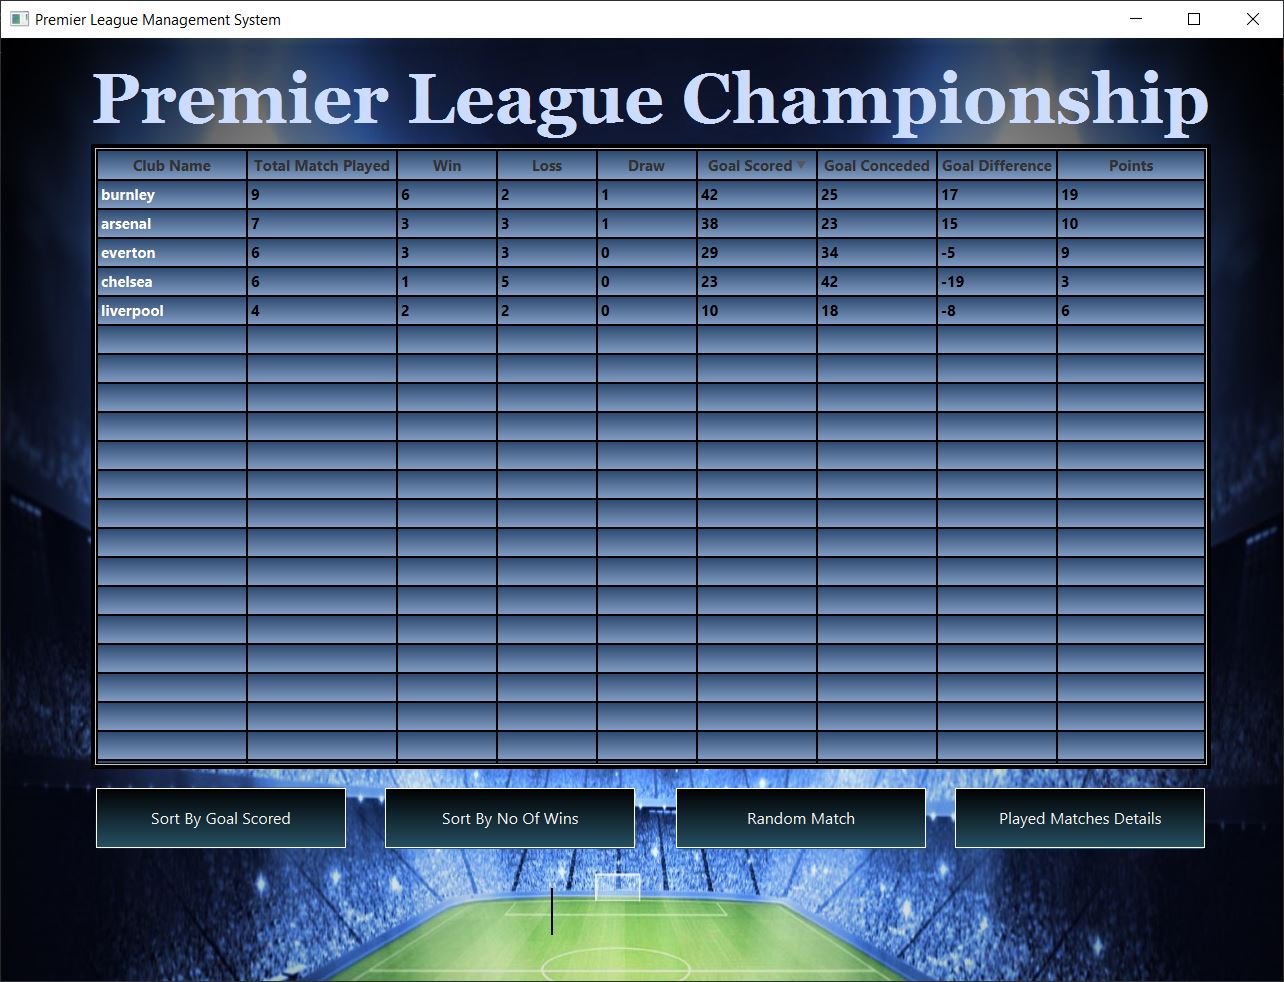 Premier League Management System
Premier League Championship
Club Name Total Match Played Win Loss Draw Goal Scored Goal Conceded Goal Difference Points
burnley 9 6 2 1 42 25 17 19
arsenal 7 3 3 1 38 23 15 10
everton 6 3 3 0 29 34 -5 9
chelsea 6 1 5 0 23 42 -19 3
liverpool 4 2 2 0 10 18 -8 6
Sort By Goal Scored Sort By No Of Wins Random Match Played Matches Details